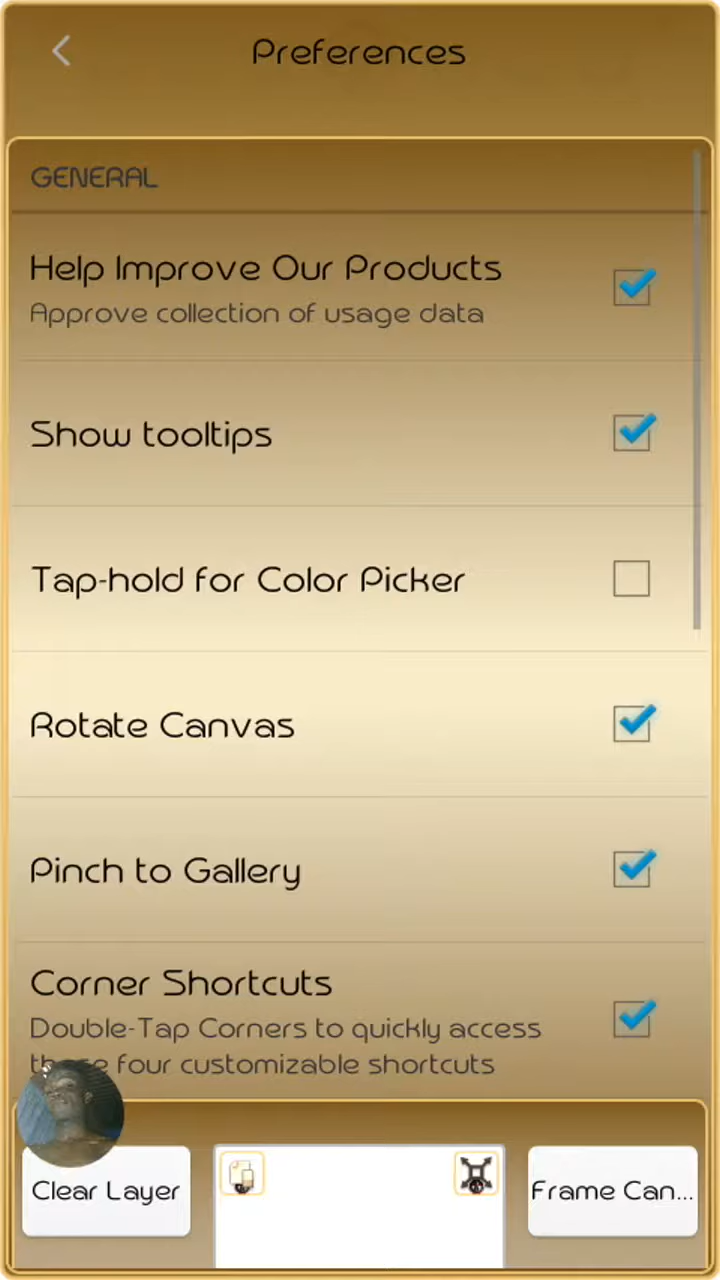 Preferences
GENERAL
Help Improve Our Products
Approve collection of usage data
Show tooltips
Tap-hold for Color Picker
Rotate Canvas
Pinch to Gallery
Corner Shortcuts
Double-Tap Corners to quickly access
four customizable shortcuts
Clear Layer
Frame Can...